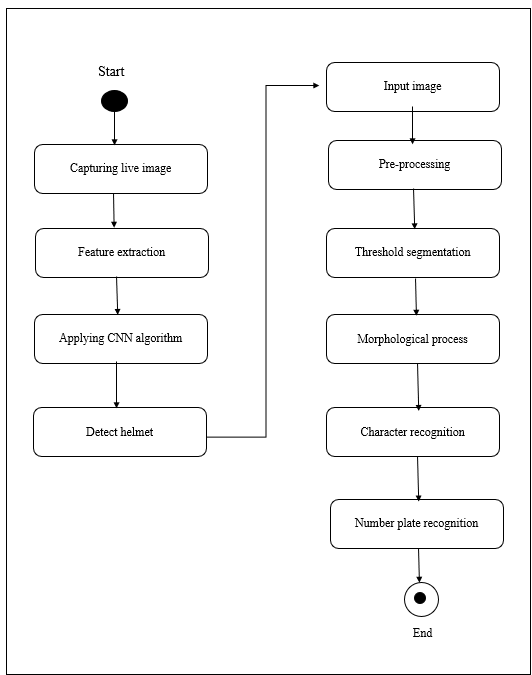 Start
Capturing live image
Feature extraction
Applying CNN algorithm
Detect helmet
Input image
Pre-processing
Threshold segmentation
Morphological process
Character recognition
Number plate recognition
End